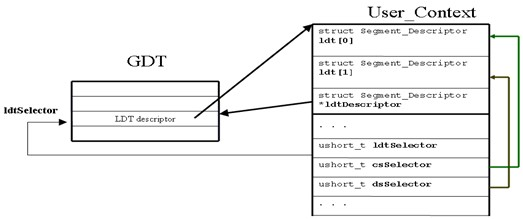 User_Context
GDT
struct Segment_Descriptor
ldt[0]
struct Segment_Descriptor
ldt[1]
struct Segment_Descriptor
*ldtDescriptor
ldtSelector
LDT descriptor
. . .
ushort_t ldtSelector
ushort_t csSelector
ushort_t dsSelector
. . .